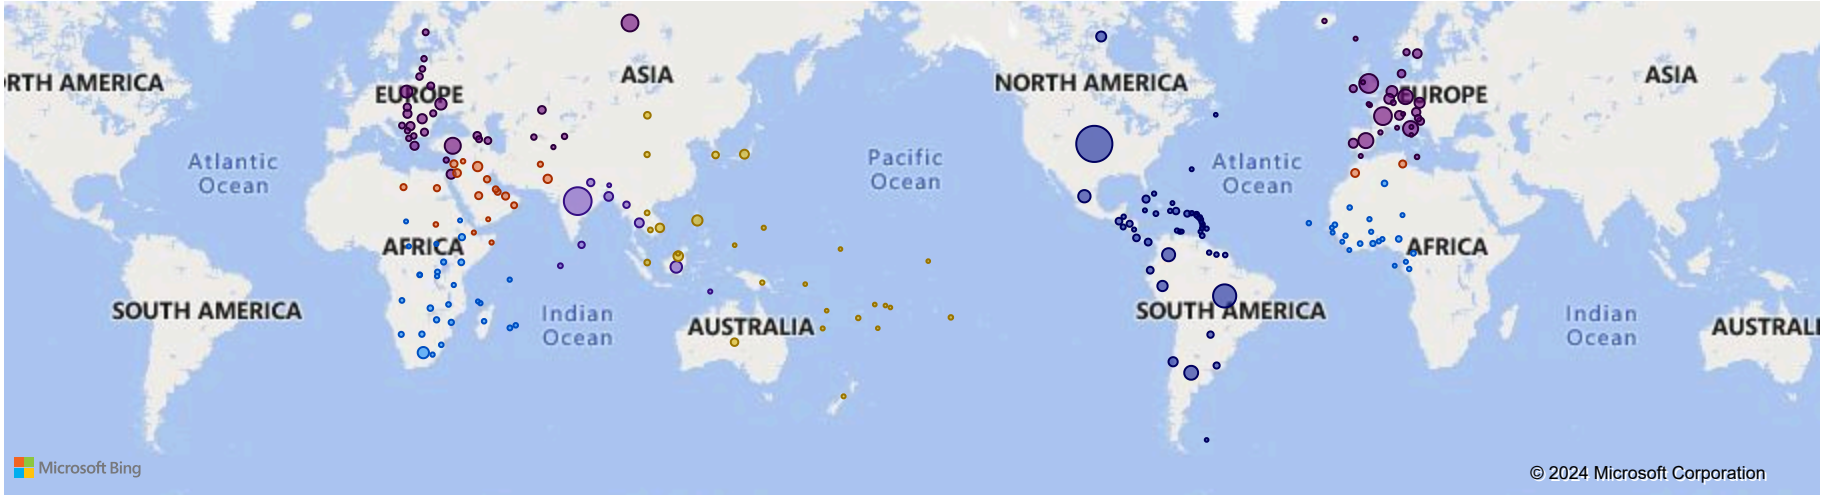 RTH AMERICA
EUROPE
ASIA
NORTH AMERICA
EUROPE
ASIA
Atlantic
Ocean
Pacific
Ocean
Atlantic
Ocean
AFRICA
AFRICA
SOUTH AMERICA
Indian
Ocean
AUSTRALIA
SOUTH AMERICA
Indian
Ocean
AUSTRALI
Microsoft Bing
© 2024 Microsoft Corporation